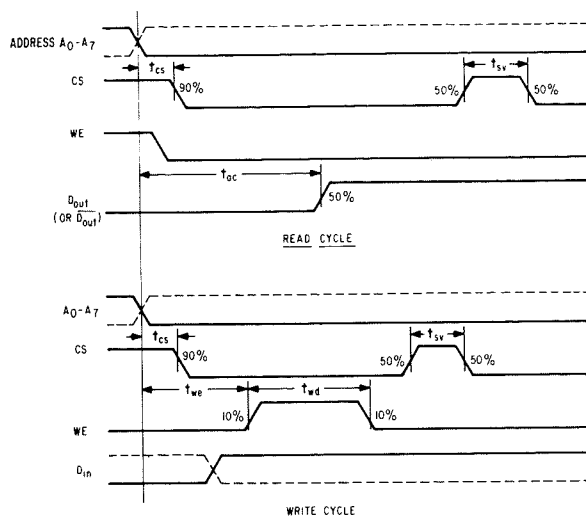 ADDRESS A0-A7
tcs
tsv
CS
90%
50%
50%
WE
tac
Dout
(OR Dout)
50%
READ CYCLE
A0-A7
tcs
tsv
CS
90%
50%
50%
twe
twd
WE
10%
10%
Din
WRITE CYCLE